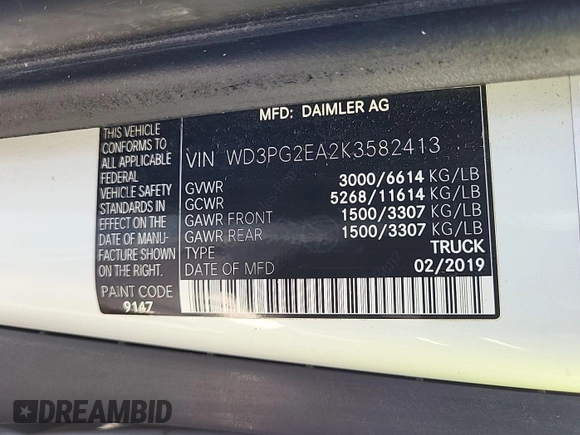 MFD: DAIMLER AG
THIS VEHICLE
CONFORMS TO
ALL APPLICABLE
FEDERAL
VEHICLE SAFETY
STANDARDS IN
EFFECT ON THE
DATE OF MANU-
FACTURE SHOWN
ON THE RIGHT.
PAINT CODE
9147
VIN WD3PG2EA2K3582413
GVWR 3000/6614 KG/LB
GCWR 5268/11614 KG/LB
GAWR FRONT 1500/3307 KG/LB
GAWR REAR 1500/3307 KG/LB
TYPE TRUCK
DATE OF MFD 02/2019
DREAMBID